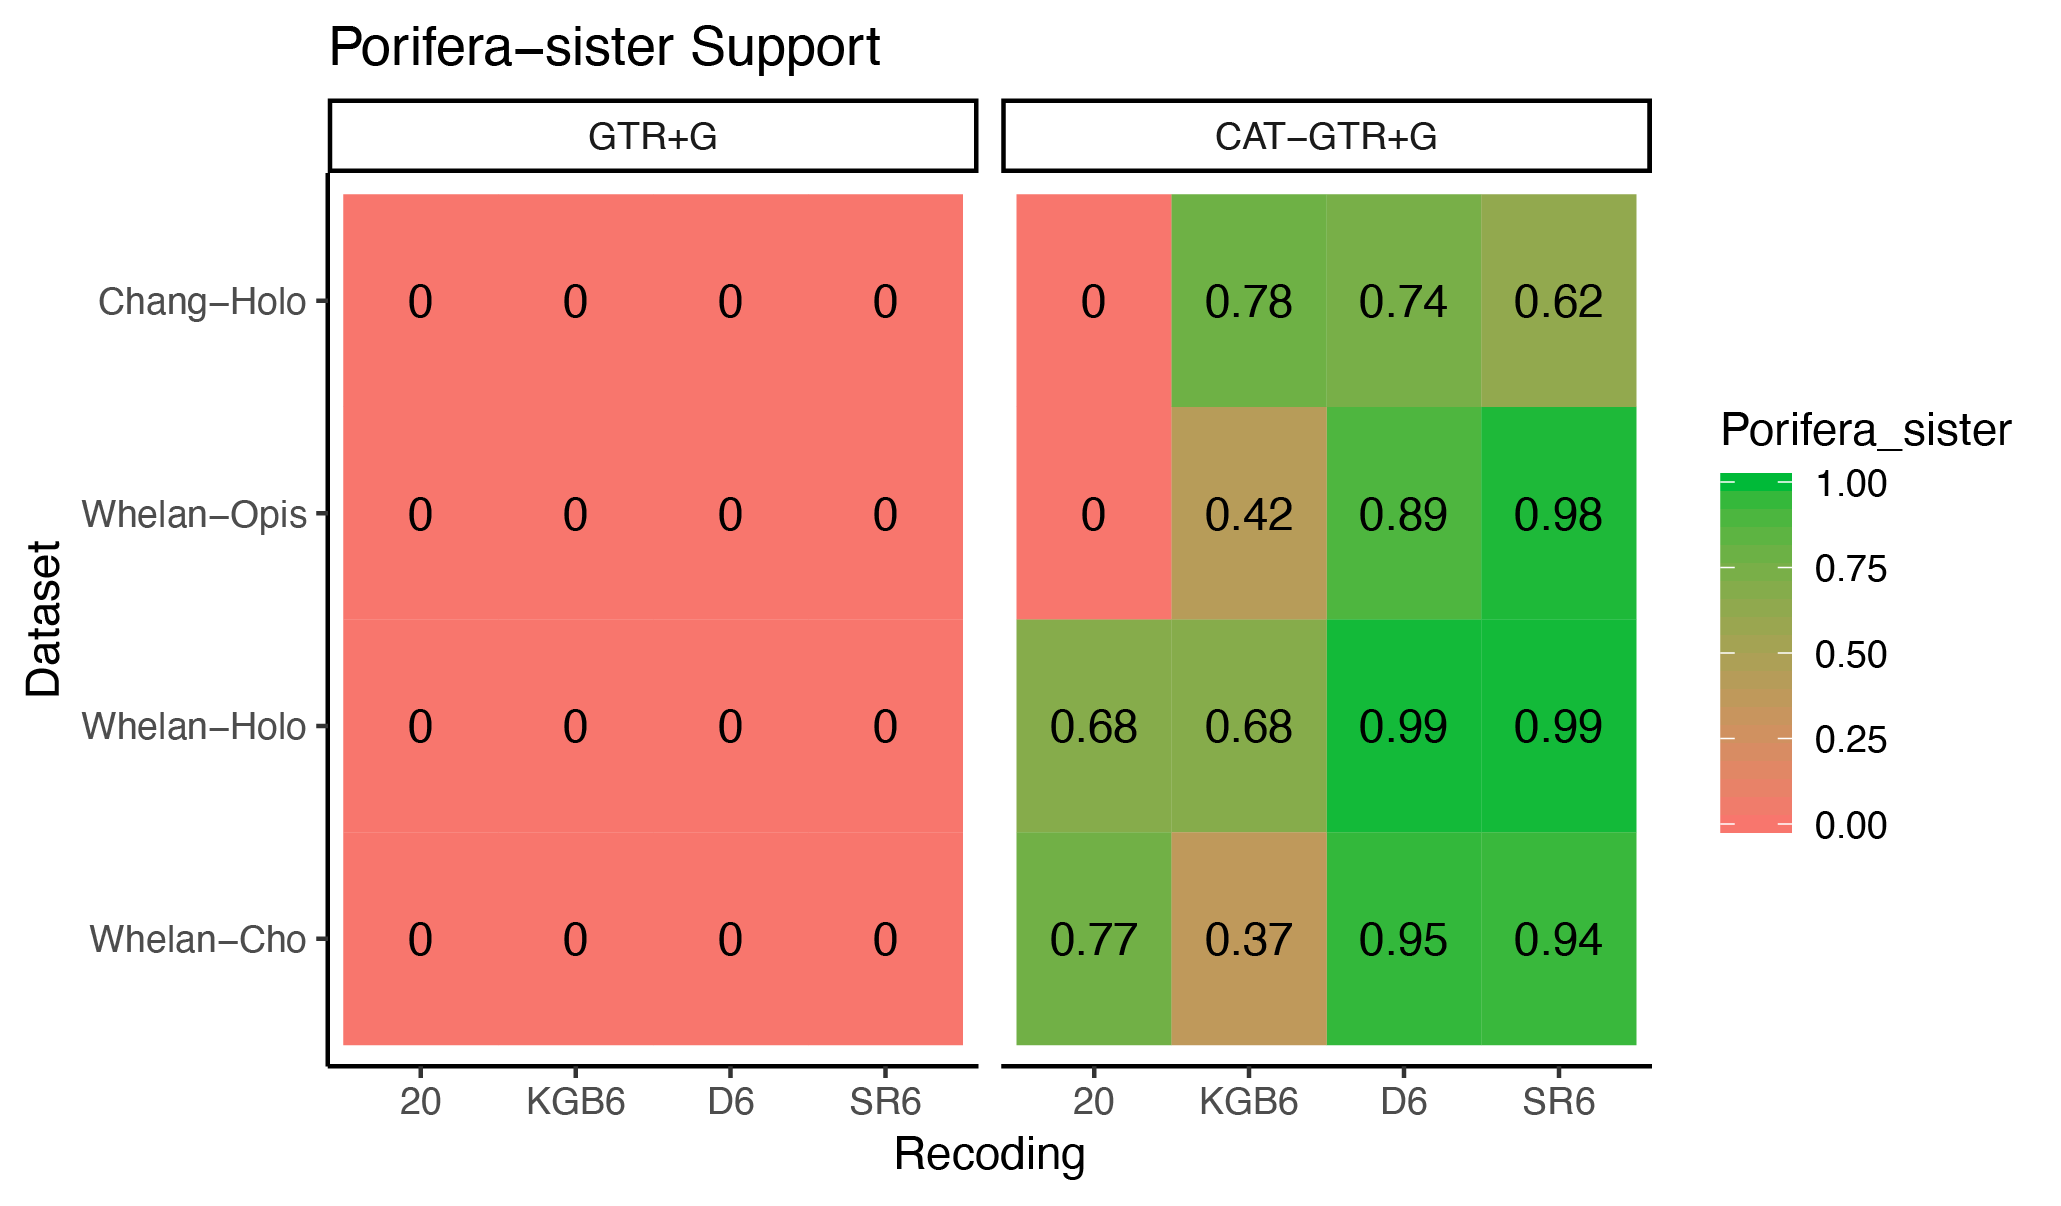 Porifera−sister Support
GTR+G
CAT−GTR+G
Dataset
Chang−Holo
0 0 0 0
0 0.78 0.74 0.62
Whelan−Opis
0 0 0 0
0 0.42 0.89 0.98
Whelan−Holo
0 0 0 0
0.68 0.68 0.99 0.99
Whelan−Cho
0 0 0 0
0.77 0.37 0.95 0.94
20 KGB6 D6 SR6
20 KGB6 D6 SR6
Recoding
Porifera_sister
1.00
0.75
0.50
0.25
0.00